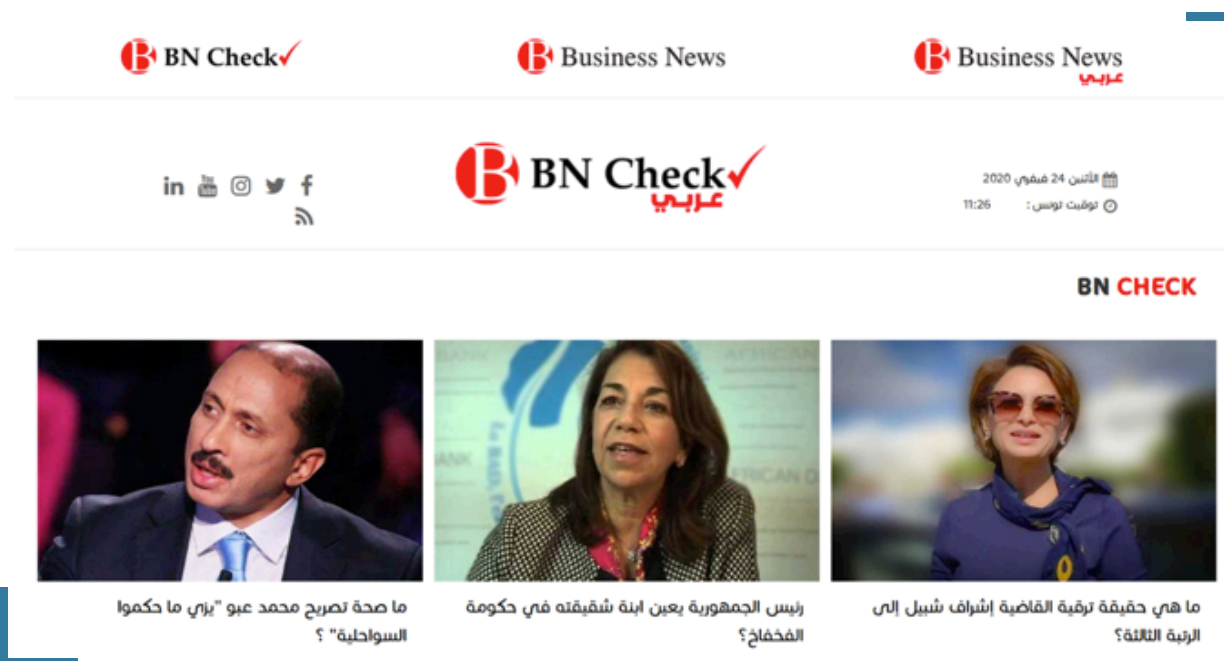 BN Check
Business News
Business News
عربي
BN Check
عربي
الأثنين 24 فيفري 2020
توقيت تونس : 11:26
BN CHECK
ما هي حقيقة ترقية القاضية إشراف شبيل إلى
الرتبة الثالثة؟
رئيس الجمهورية يعين ابنة شقيقته في حكومة
الفخفاخ؟
ما صحة تصريح محمد عبو "يزي ما حكموا
السواحلية" ؟